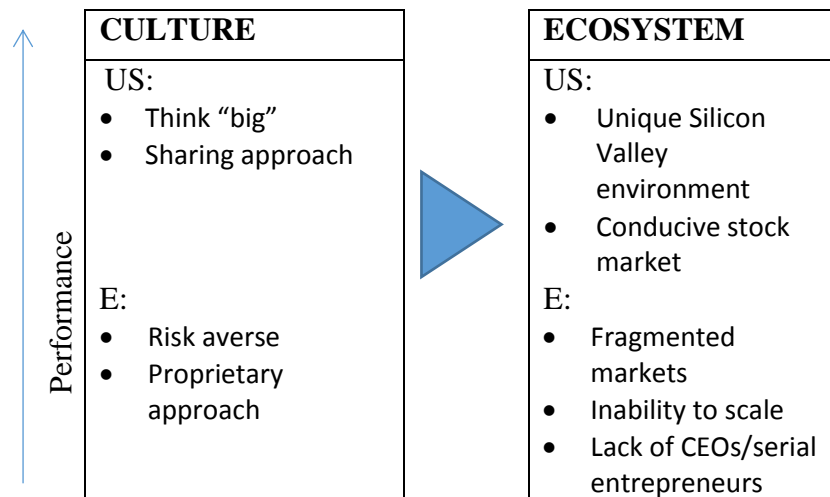 Performance
CULTURE
US:
• Think “big”
• Sharing approach
E:
• Risk averse
• Proprietary
approach
ECOSYSTEM
US:
• Unique Silicon
Valley
environment
• Conducive stock
market
E:
• Fragmented
markets
• Inability to scale
• Lack of CEOs/serial
entrepreneurs